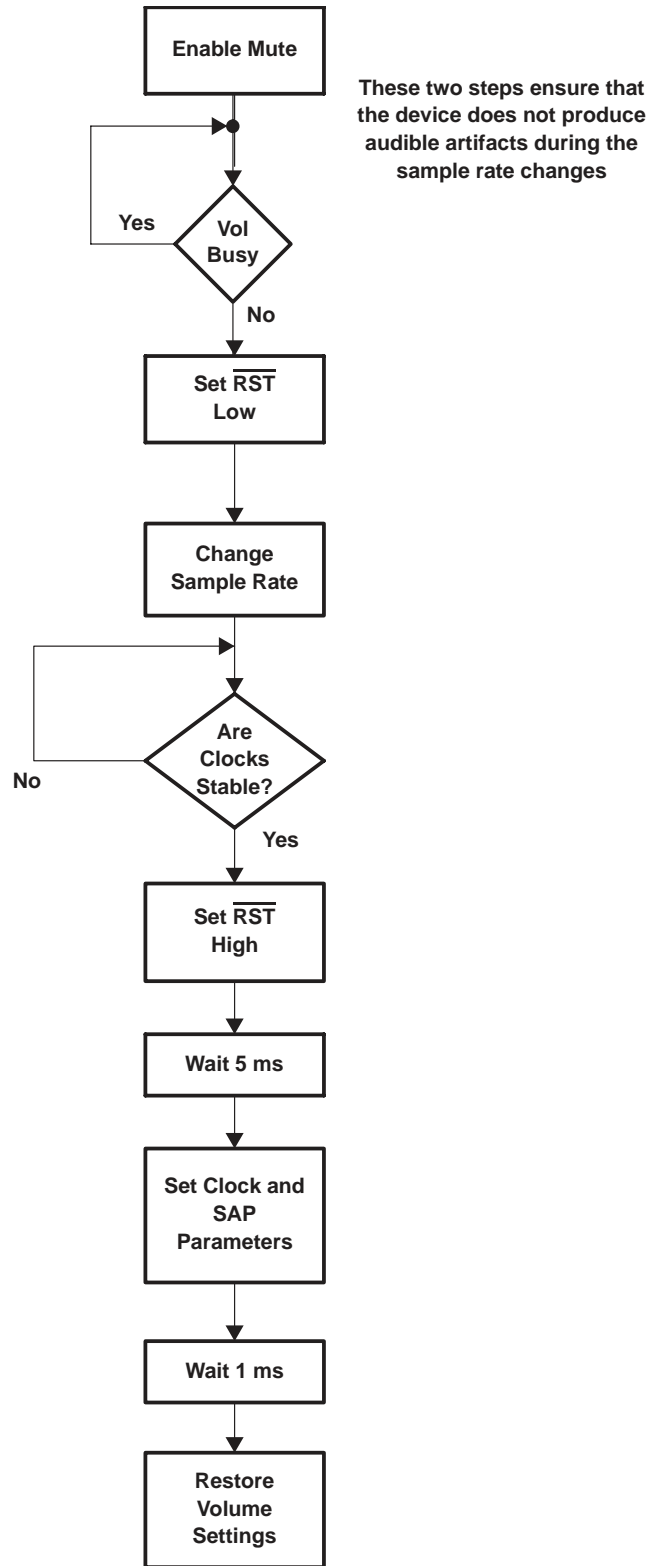 Enable Mute
These two steps ensure that
the device does not produce
audible artifacts during the
sample rate changes
Yes
Vol
Busy
No
Set R̅S̅T̅
Low
Change
Sample Rate
Are
Clocks
Stable?
No
Yes
Set R̅S̅T̅
High
Wait 5 ms
Set Clock and
SAP
Parameters
Wait 1 ms
Restore
Volume
Settings